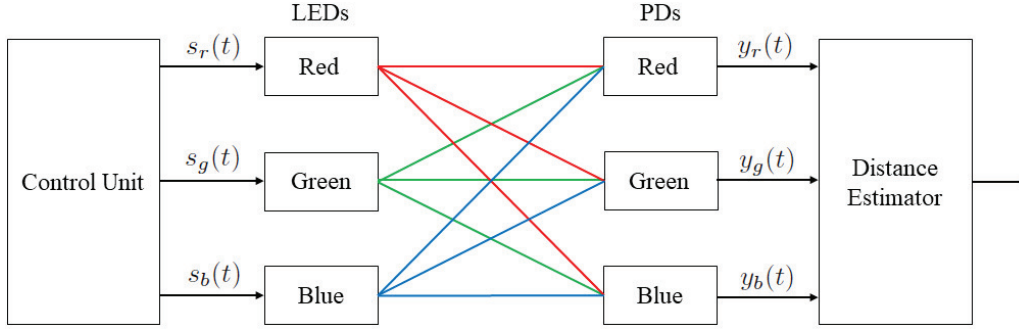 LEDs
PDs
s_r(t)
Red
Red
y_r(t)
Control Unit
s_g(t)
Green
Green
y_g(t)
Distance
Estimator
s_b(t)
Blue
Blue
y_b(t)